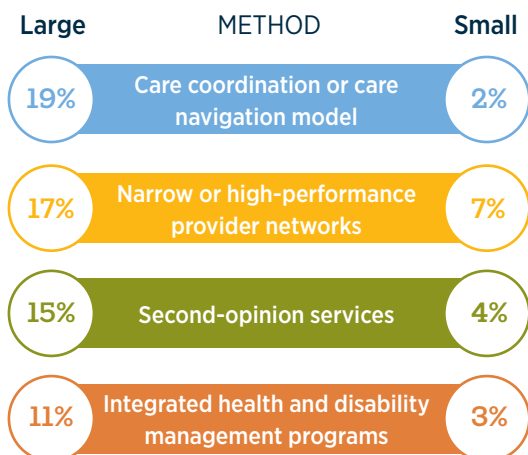 Large METHOD Small
19% Care coordination or care navigation model 2%
17% Narrow or high-performance provider networks 7%
15% Second-opinion services 4%
11% Integrated health and disability management programs 3%